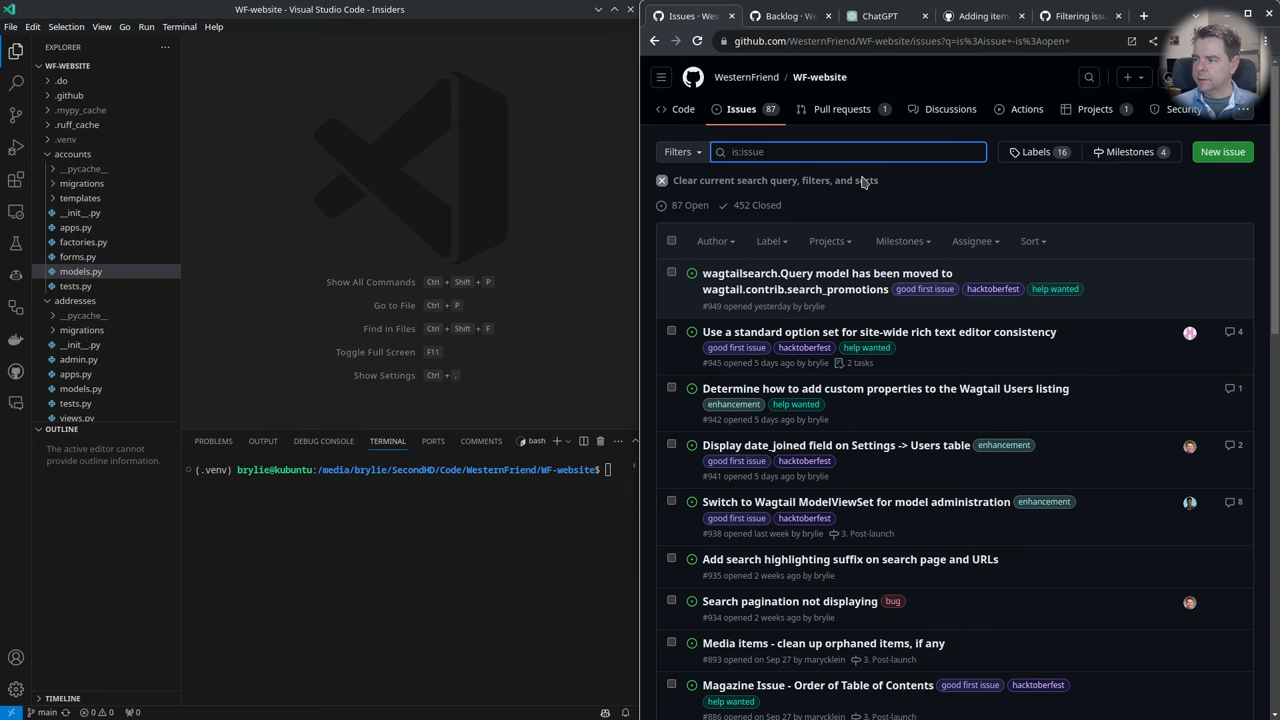 WF-website - Visual Studio Code - Insiders
File Edit Selection View Go Run Terminal Help
EXPLORER
WF-WEBSITE
.do
.github
.mypy_cache
.ruff_cache
.venv
accounts
__pycache__
migrations
templates
__init__.py
apps.py
factories.py
forms.py
models.py
tests.py
addresses
__pycache__
migrations
__init__.py
admin.py
apps.py
models.py
tests.py
views.py
OUTLINE
The active editor cannot
provide outline information.
TIMELINE
main 0 0 0
Show All Commands Ctrl + Shift + P
Go to File Ctrl + P
Find in Files Ctrl + Shift + F
Toggle Full Screen F11
Show Settings Ctrl + ,
PROBLEMS OUTPUT DEBUG CONSOLE TERMINAL PORTS COMMENTS bash
(.venv) brylie@kubuntu:/media/brylie/SecondHD/Code/WesternFriend/WF-website$
Issues · Wes Backlog · We ChatGPT Adding item Filtering issu
github.com/WesternFriend/WF-website/issues?q=is%3Aissue+-is%3Aopen+
WesternFriend / WF-website
Code Issues 87 Pull requests 1 Discussions Actions Projects 1 Security
Filters is:issue Labels 16 Milestones 4 New issue
Clear current search query, filters, and sorts
87 Open 452 Closed
Author Label Projects Milestones Assignee Sort
wagtailsearch.Query model has been moved to
wagtail.contrib.search_promotions good first issue hacktoberfest help wanted
#949 opened yesterday by brylie
Use a standard option set for site-wide rich text editor consistency 4
good first issue hacktoberfest help wanted
#945 opened 5 days ago by brylie 2 tasks
Determine how to add custom properties to the Wagtail Users listing 1
enhancement help wanted
#942 opened 5 days ago by brylie
Display date_joined field on Settings -> Users table enhancement 2
good first issue hacktoberfest
#941 opened 5 days ago by brylie
Switch to Wagtail ModelViewSet for model administration enhancement 8
good first issue hacktoberfest
#938 opened last week by brylie 3. Post-launch
Add search highlighting suffix on search page and URLs
#935 opened 2 weeks ago by brylie
Search pagination not displaying bug
#934 opened 2 weeks ago by brylie
Media items - clean up orphaned items, if any
#893 opened on Sep 27 by marycklein 3. Post-launch
Magazine Issue - Order of Table of Contents good first issue hacktoberfest
help wanted
#886 opened on Sep 27 by marycklein 3. Post-launch